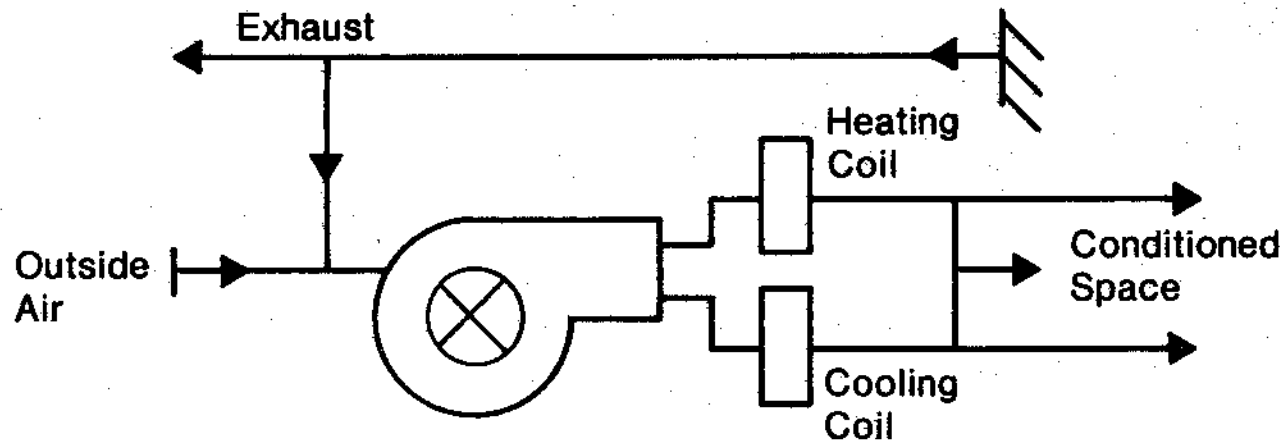 Exhaust
Heating
Coil
Outside
Air
Conditioned
Space
Cooling
Coil